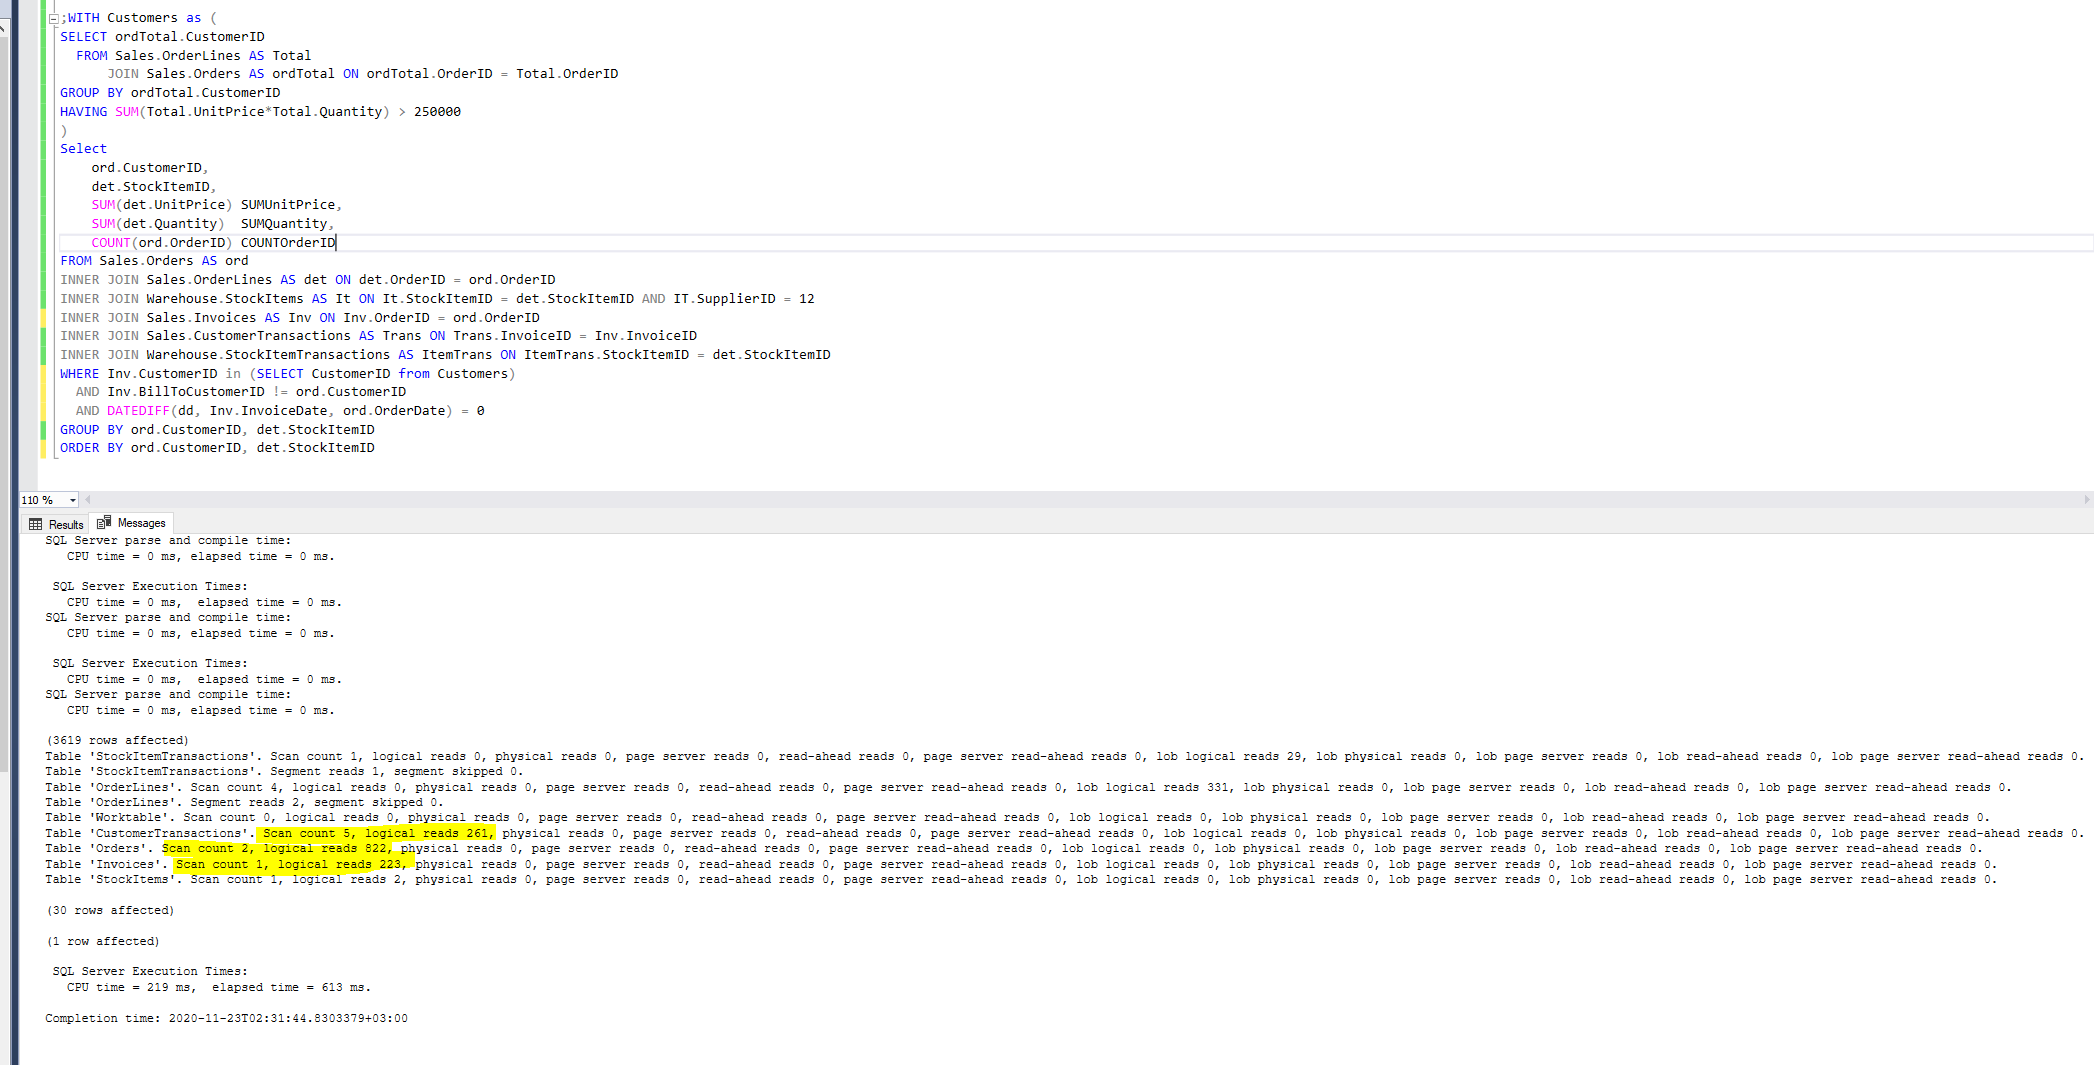 ;WITH Customers as (
SELECT ordTotal.CustomerID
FROM Sales.OrderLines AS Total
JOIN Sales.Orders AS ordTotal ON ordTotal.OrderID = Total.OrderID
GROUP BY ordTotal.CustomerID
HAVING SUM(Total.UnitPrice*Total.Quantity) > 250000
)
Select
ord.CustomerID,
det.StockItemID,
SUM(det.UnitPrice) SUMUnitPrice,
SUM(det.Quantity)  SUMQuantity,
COUNT(ord.OrderID) COUNTOrderID
FROM Sales.Orders AS ord
INNER JOIN Sales.OrderLines AS det ON det.OrderID = ord.OrderID
INNER JOIN Warehouse.StockItems AS It ON It.StockItemID = det.StockItemID AND IT.SupplierID = 12
INNER JOIN Sales.Invoices AS Inv ON Inv.OrderID = ord.OrderID
INNER JOIN Sales.CustomerTransactions AS Trans ON Trans.InvoiceID = Inv.InvoiceID
INNER JOIN Warehouse.StockItemTransactions AS ItemTrans ON ItemTrans.StockItemID = det.StockItemID
WHERE Inv.CustomerID in (SELECT CustomerID from Customers)
AND Inv.BillToCustomerID != ord.CustomerID
AND DATEDIFF(dd, Inv.InvoiceDate, ord.OrderDate) = 0
GROUP BY ord.CustomerID, det.StockItemID
ORDER BY ord.CustomerID, det.StockItemID
110 %
Results Messages
SQL Server parse and compile time:
CPU time = 0 ms, elapsed time = 0 ms.
SQL Server Execution Times:
CPU time = 0 ms,  elapsed time = 0 ms.
SQL Server parse and compile time:
CPU time = 0 ms, elapsed time = 0 ms.
SQL Server Execution Times:
CPU time = 0 ms,  elapsed time = 0 ms.
SQL Server parse and compile time:
CPU time = 0 ms, elapsed time = 0 ms.
(3619 rows affected)
Table 'StockItemTransactions'. Scan count 1, logical reads 0, physical reads 0, page server reads 0, read-ahead reads 0, page server read-ahead reads 0, lob logical reads 29, lob physical reads 0, lob page server reads 0, lob read-ahead reads 0, lob page server read-ahead reads 0.
Table 'StockItemTransactions'. Segment reads 1, segment skipped 0.
Table 'OrderLines'. Scan count 4, logical reads 0, physical reads 0, page server reads 0, read-ahead reads 0, page server read-ahead reads 0, lob logical reads 331, lob physical reads 0, lob page server reads 0, lob read-ahead reads 0, lob page server read-ahead reads 0.
Table 'OrderLines'. Segment reads 2, segment skipped 0.
Table 'Worktable'. Scan count 0, logical reads 0, physical reads 0, page server reads 0, read-ahead reads 0, page server read-ahead reads 0, lob logical reads 0, lob physical reads 0, lob page server reads 0, lob read-ahead reads 0, lob page server read-ahead reads 0.
Table 'CustomerTransactions'. Scan count 5, logical reads 261, physical reads 0, page server reads 0, read-ahead reads 0, page server read-ahead reads 0, lob logical reads 0, lob physical reads 0, lob page server reads 0, lob read-ahead reads 0, lob page server read-ahead reads 0.
Table 'Orders'. Scan count 2, logical reads 822, physical reads 0, page server reads 0, read-ahead reads 0, page server read-ahead reads 0, lob logical reads 0, lob physical reads 0, lob page server reads 0, lob read-ahead reads 0, lob page server read-ahead reads 0.
Table 'Invoices'. Scan count 1, logical reads 223, physical reads 0, page server reads 0, read-ahead reads 0, page server read-ahead reads 0, lob logical reads 0, lob physical reads 0, lob page server reads 0, lob read-ahead reads 0, lob page server read-ahead reads 0.
Table 'StockItems'. Scan count 1, logical reads 2, physical reads 0, page server reads 0, read-ahead reads 0, page server read-ahead reads 0, lob logical reads 0, lob physical reads 0, lob page server reads 0, lob read-ahead reads 0, lob page server read-ahead reads 0.
(30 rows affected)
(1 row affected)
SQL Server Execution Times:
CPU time = 219 ms,  elapsed time = 613 ms.
Completion time: 2020-11-23T02:31:44.8303379+03:00